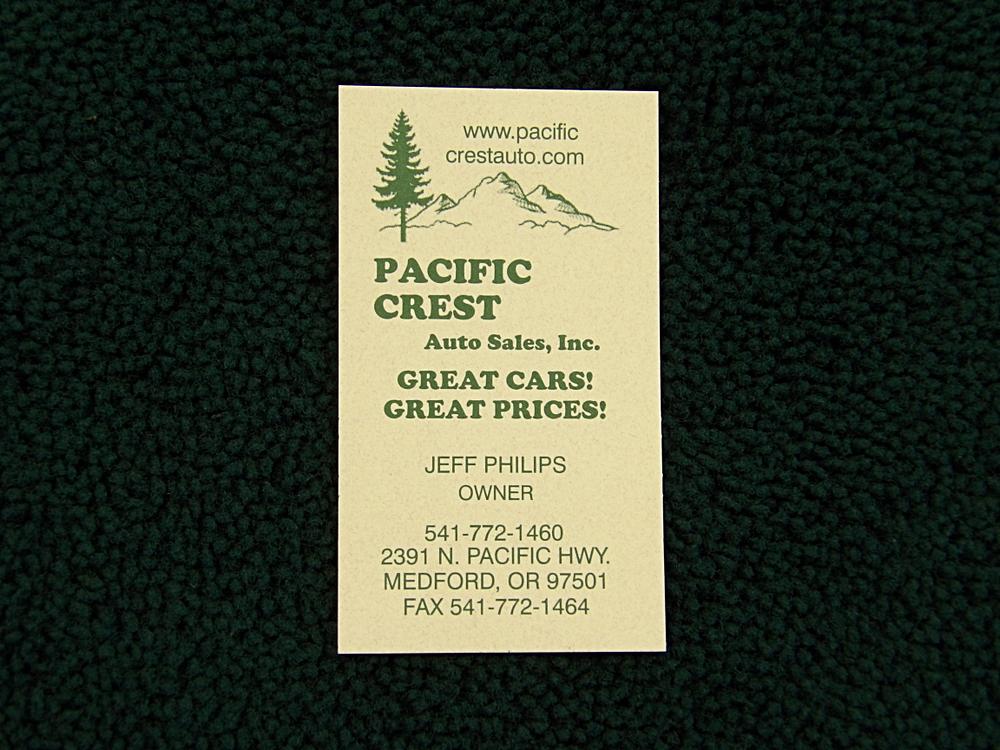 www.pacific
crestauto.com
PACIFIC
CREST
Auto Sales, Inc.
GREAT CARS!
GREAT PRICES!
JEFF PHILIPS
OWNER
541-772-1460
2391 N. PACIFIC HWY.
MEDFORD, OR 97501
FAX 541-772-1464